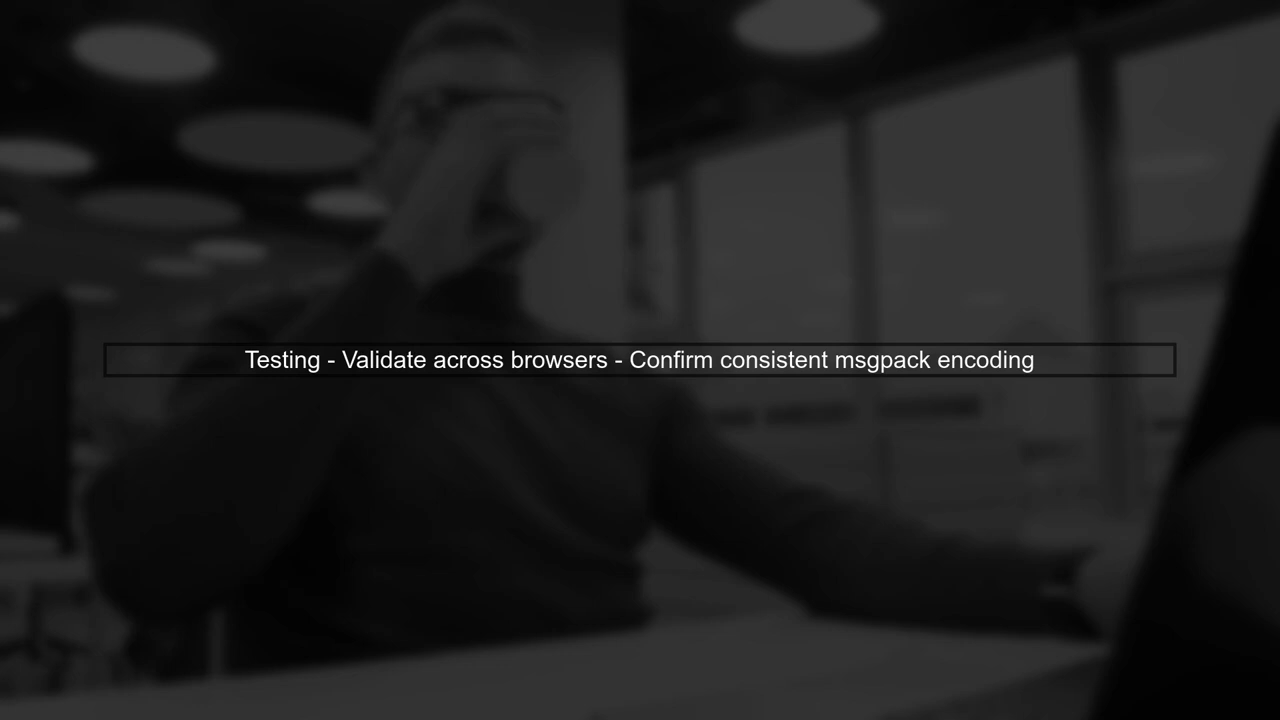 Testing - Validate across browsers - Confirm consistent msgpack encoding